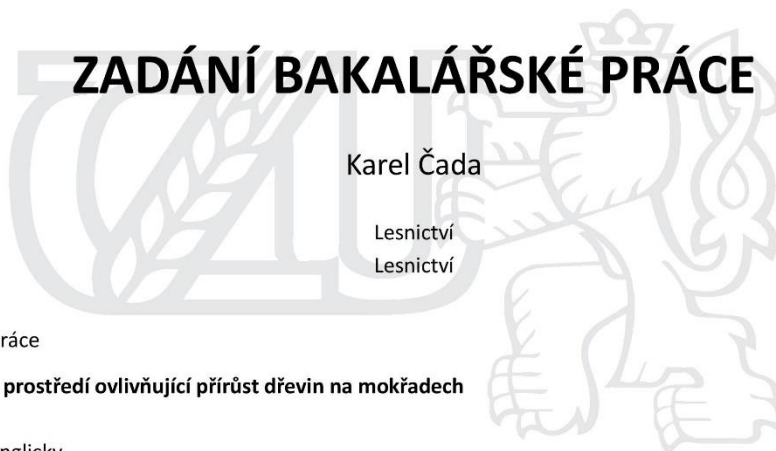 ZADÁNÍ BAKALÁŘSKÉ PRÁCE
Karel Čada
Lesnictví
Lesnictví
ráce
prostředí ovlivňující přírůst dřevin na mokřadech
nglicky